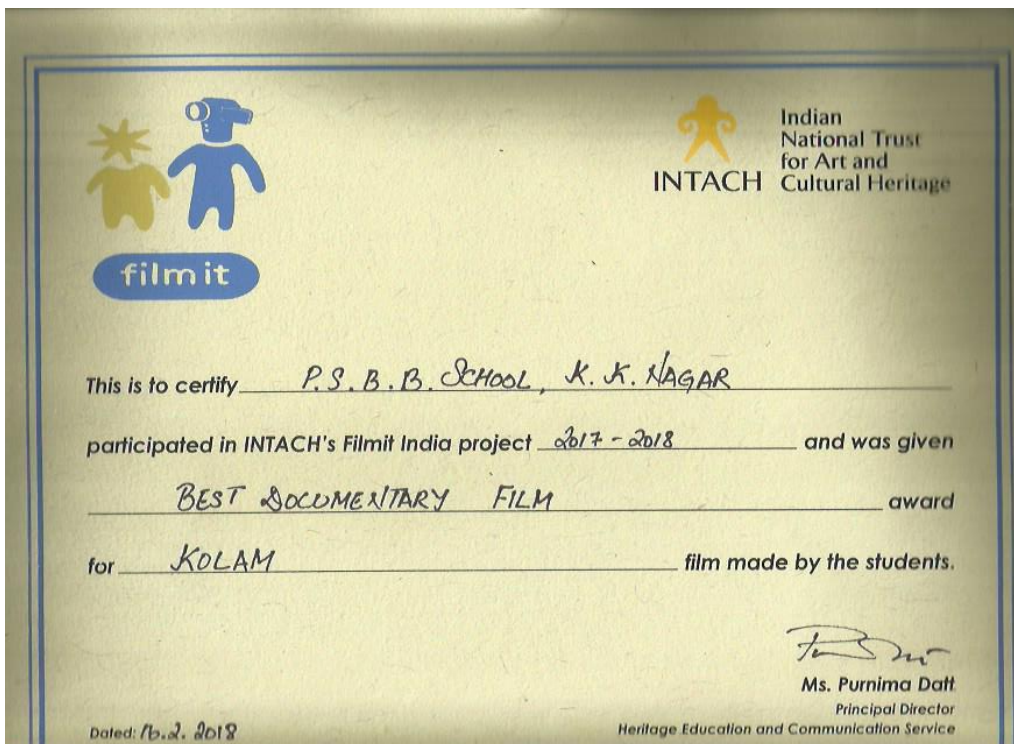 film it
INTACH
Indian
National Trust
for Art and
Cultural Heritage
This is to certify P.S.B.B. SCHOOL, K.K. NAGAR
participated in INTACH's Filmit India project 2017-2018 and was given
BEST DOCUMENTARY FILM award
for KOLAM film made by the students.
Ms. Purnima Datt
Principal Director
Heritage Education and Communication Service
Dated: 16.2.2018